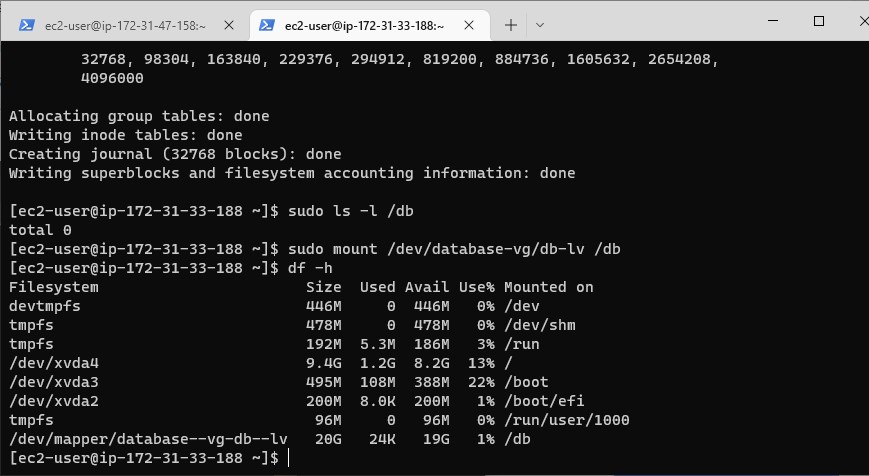 ec2-user@ip-172-31-47-158:~ ec2-user@ip-172-31-33-188:~
32768, 98304, 163840, 229376, 294912, 819200, 884736, 1605632, 2654208,
4096000
Allocating group tables: done
Writing inode tables: done
Creating journal (32768 blocks): done
Writing superblocks and filesystem accounting information: done
[ec2-user@ip-172-31-33-188 ~]$ sudo ls -l /db
total 0
[ec2-user@ip-172-31-33-188 ~]$ sudo mount /dev/database-vg/db-lv /db
[ec2-user@ip-172-31-33-188 ~]$ df -h
Filesystem Size Used Avail Use% Mounted on
devtmpfs 446M 0 446M 0% /dev
tmpfs 478M 0 478M 0% /dev/shm
tmpfs 192M 5.3M 186M 3% /run
/dev/xvda4 9.4G 1.2G 8.2G 13% /
/dev/xvda3 495M 108M 388M 22% /boot
/dev/xvda2 200M 8.0K 200M 1% /boot/efi
tmpfs 96M 0 96M 0% /run/user/1000
/dev/mapper/database--vg-db--lv 20G 24K 19G 1% /db
[ec2-user@ip-172-31-33-188 ~]$